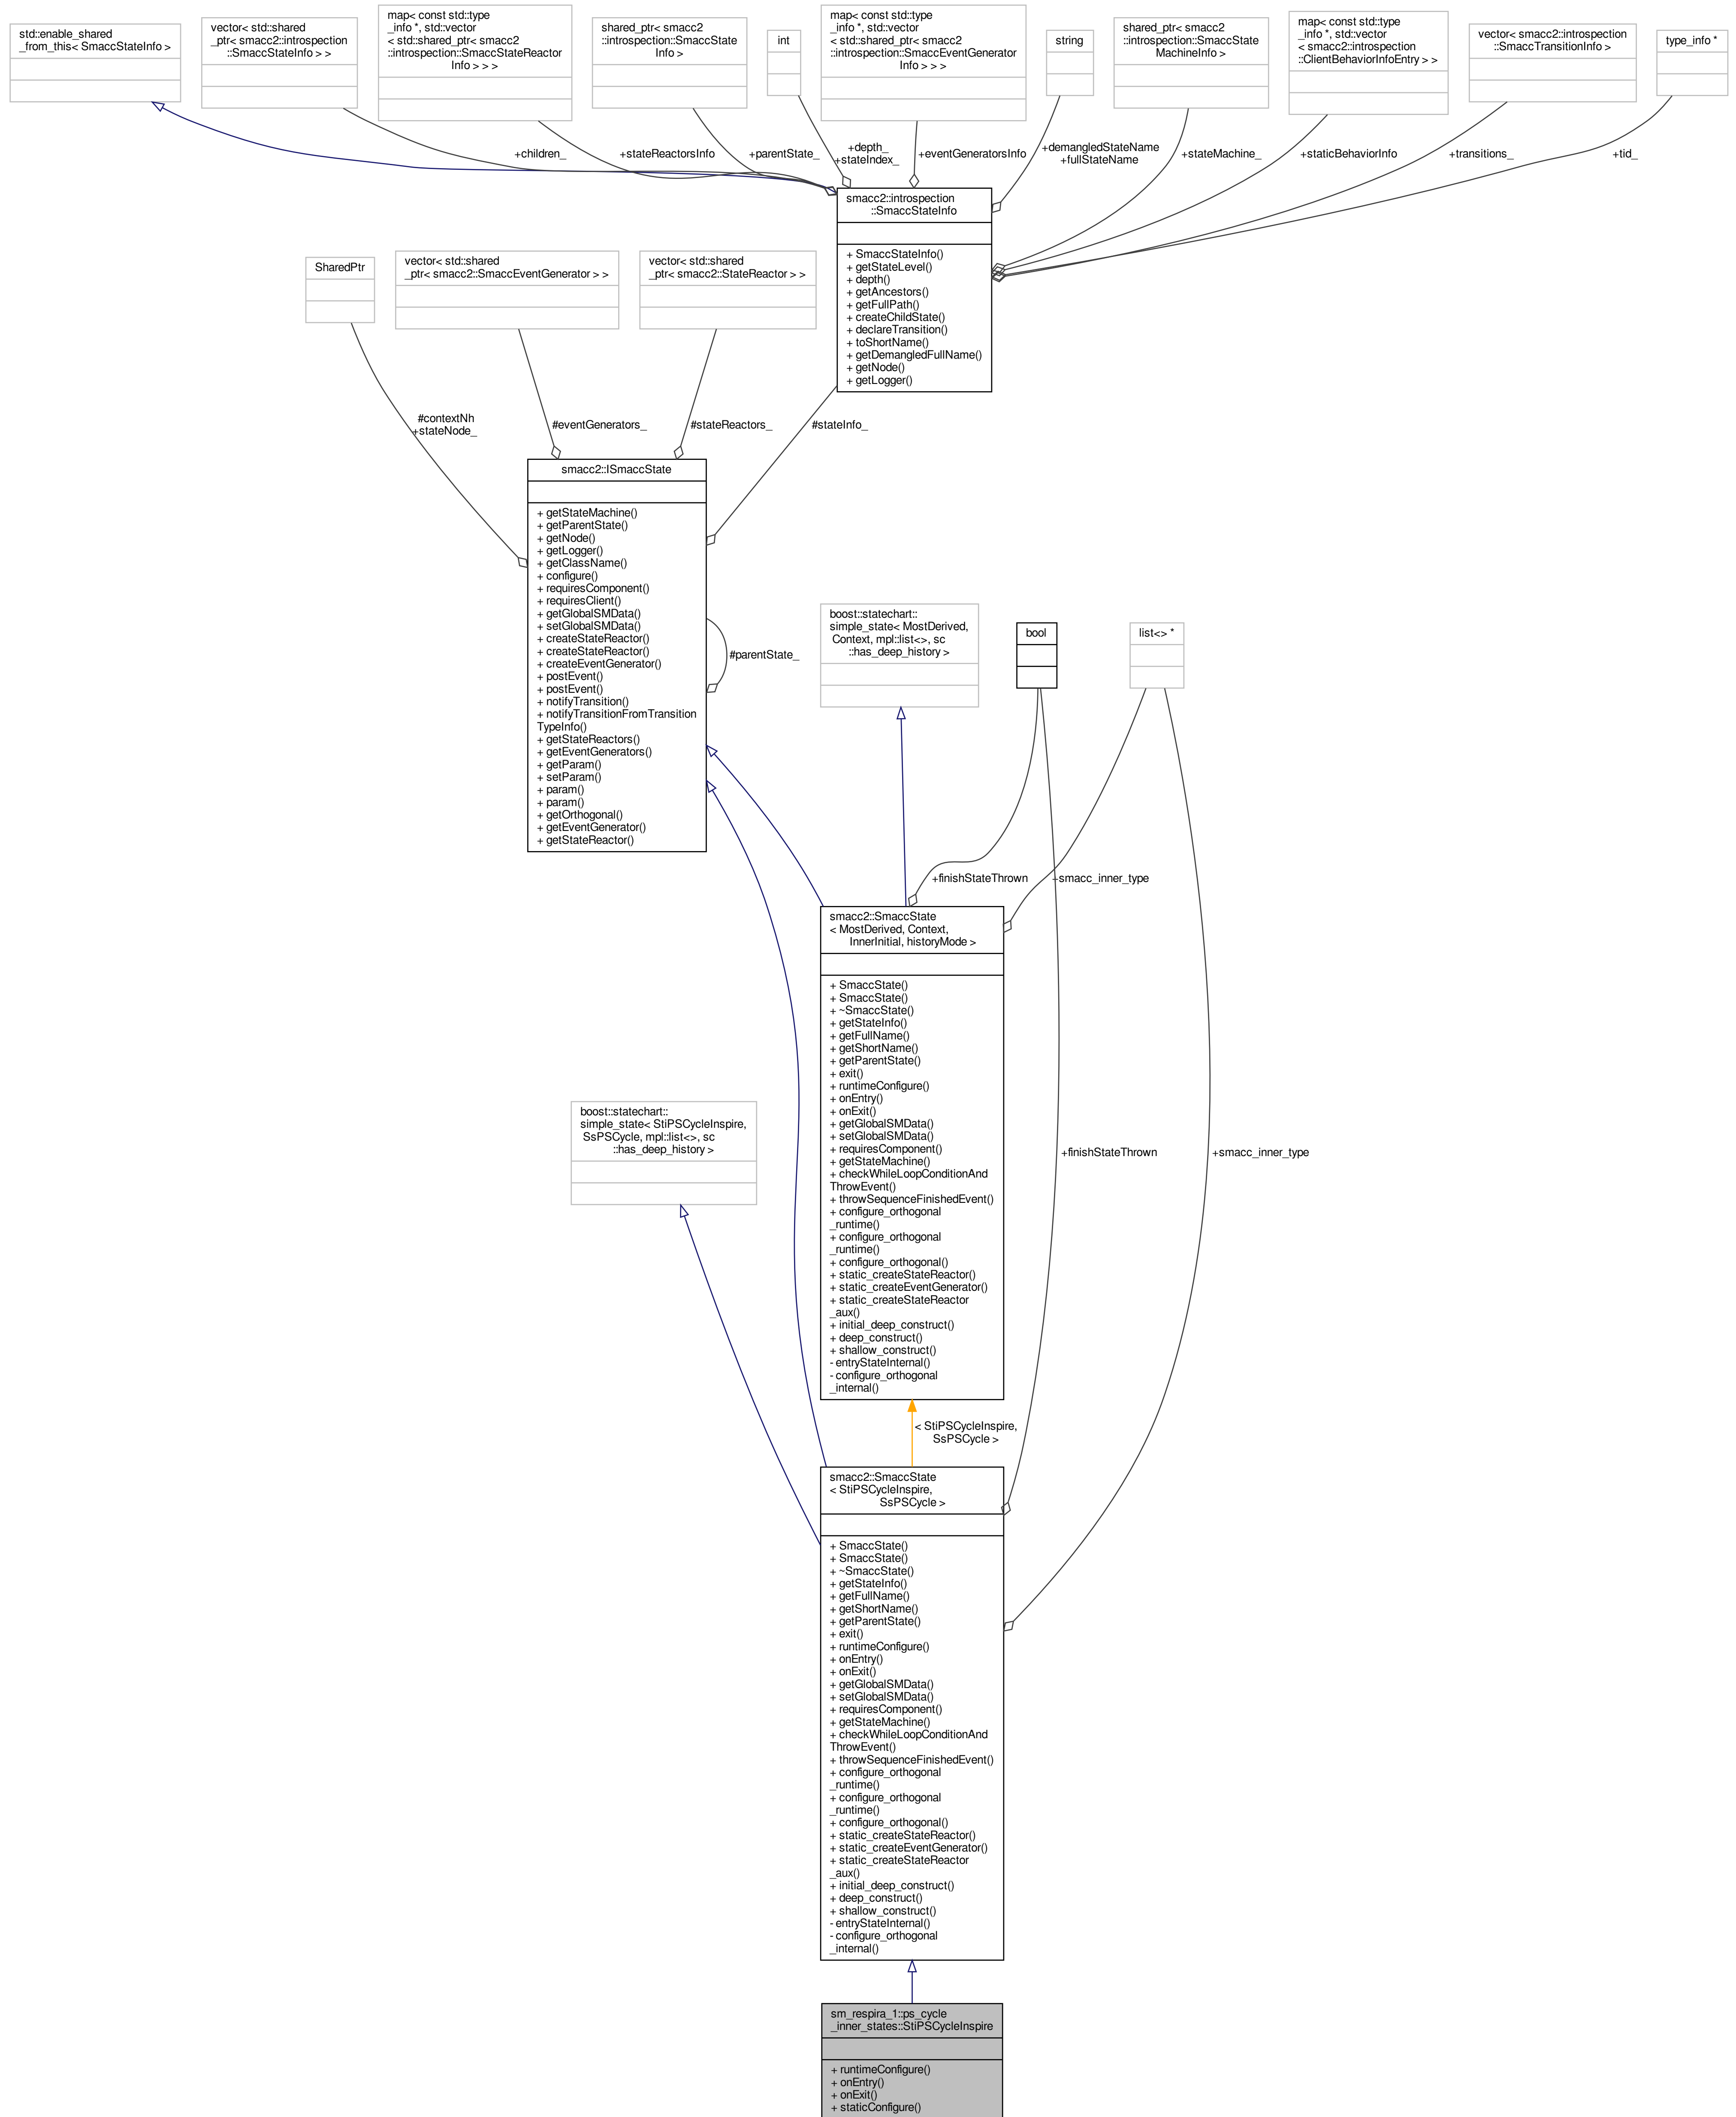 std::enable_shared
_from_this< SmaccStateInfo >
vector< std::shared
_ptr< smacc2::introspection
::SmaccStateInfo > >
map< const std::type
_info *, std::vector
< std::shared_ptr< smacc2
::introspection::SmaccStateReactor
Info > > >
shared_ptr< smacc2
::introspection::SmaccState
Info >
int
map< const std::type
_info *, std::vector
< std::shared_ptr< smacc2
::introspection::SmaccEventGenerator
Info > > >
string
shared_ptr< smacc2
::introspection::SmaccState
MachineInfo >
map< const std::type
_info *, std::vector
< smacc2::introspection
::ClientBehaviorInfoEntry > >
vector< smacc2::introspection
::SmaccTransitionInfo >
type_info *
+children_
+stateReactorsInfo
+parentState_
+depth_
+stateIndex_
+eventGeneratorsInfo
+demangledStateName
+fullStateName
+stateMachine_
+staticBehaviorInfo
+transitions_
+tid_
smacc2::introspection
::SmaccStateInfo
+ SmaccStateInfo()
+ getStateLevel()
+ depth()
+ getAncestors()
+ getFullPath()
+ createChildState()
+ declareTransition()
+ toShortName()
+ getDemangledFullName()
+ getNode()
+ getLogger()
SharedPtr
vector< std::shared
_ptr< smacc2::SmaccEventGenerator > >
vector< std::shared
_ptr< smacc2::StateReactor > >
#contextNh
+stateNode_
#eventGenerators_
#stateReactors_
#stateInfo_
smacc2::ISmaccState
+ getStateMachine()
+ getParentState()
+ getNode()
+ getLogger()
+ getClassName()
+ configure()
+ requiresComponent()
+ requiresClient()
+ getGlobalSMData()
+ setGlobalSMData()
+ createStateReactor()
+ createStateReactor()
+ createEventGenerator()
+ postEvent()
+ postEvent()
+ notifyTransition()
+ notifyTransitionFromTransition
TypeInfo()
+ getStateReactors()
+ getEventGenerators()
+ getParam()
+ setParam()
+ param()
+ param()
+ getOrthogonal()
+ getEventGenerator()
+ getStateReactor()
#parentState_
boost::statechart::
simple_state< MostDerived,
Context, mpl::list<>, sc
::has_deep_history >
bool
list<> *
+finishStateThrown
+smacc_inner_type
smacc2::SmaccState
< MostDerived, Context,
InnerInitial, historyMode >
+ SmaccState()
+ SmaccState()
+ ~SmaccState()
+ getStateInfo()
+ getFullName()
+ getShortName()
+ getParentState()
+ exit()
+ runtimeConfigure()
+ onEntry()
+ onExit()
+ getGlobalSMData()
+ setGlobalSMData()
+ requiresComponent()
+ getStateMachine()
+ checkWhileLoopConditionAnd
ThrowEvent()
+ throwSequenceFinishedEvent()
+ configure_orthogonal
_runtime()
+ configure_orthogonal
_runtime()
+ configure_orthogonal()
+ static_createStateReactor()
+ static_createEventGenerator()
+ static_createStateReactor
_aux()
+ initial_deep_construct()
+ deep_construct()
+ shallow_construct()
- entryStateInternal()
- configure_orthogonal
_internal()
boost::statechart::
simple_state< StiPSCycleInspire,
SsPSCycle, mpl::list<>, sc
::has_deep_history >
+finishStateThrown
+smacc_inner_type
< StiPSCycleInspire,
SsPSCycle >
smacc2::SmaccState
< StiPSCycleInspire,
SsPSCycle >
+ SmaccState()
+ SmaccState()
+ ~SmaccState()
+ getStateInfo()
+ getFullName()
+ getShortName()
+ getParentState()
+ exit()
+ runtimeConfigure()
+ onEntry()
+ onExit()
+ getGlobalSMData()
+ setGlobalSMData()
+ requiresComponent()
+ getStateMachine()
+ checkWhileLoopConditionAnd
ThrowEvent()
+ throwSequenceFinishedEvent()
+ configure_orthogonal
_runtime()
+ configure_orthogonal
_runtime()
+ configure_orthogonal()
+ static_createStateReactor()
+ static_createEventGenerator()
+ static_createStateReactor
_aux()
+ initial_deep_construct()
+ deep_construct()
+ shallow_construct()
- entryStateInternal()
- configure_orthogonal
_internal()
sm_respira_1::ps_cycle
_inner_states::StiPSCycleInspire
+ runtimeConfigure()
+ onEntry()
+ onExit()
+ staticConfigure()